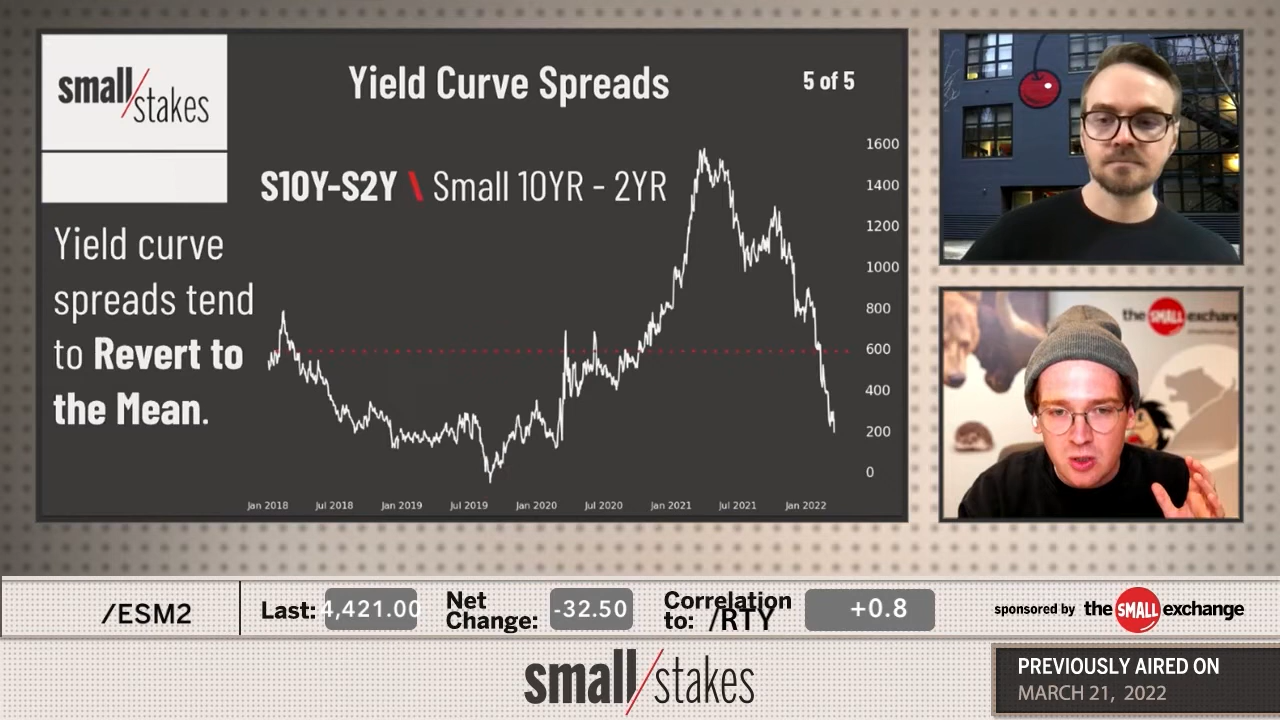 small/stakes
Yield Curve Spreads
5 of 5
S10Y-S2Y \ Small 10YR - 2YR
Yield curve
spreads tend
to Revert to
the Mean.
1600
1400
1200
1000
800
600
400
200
0
Jan 2018 Jul 2018 Jan 2019 Jul 2019 Jan 2020 Jul 2020 Jan 2021 Jul 2021 Jan 2022
the SMALL exchan
/ESM2
Last: 4,421.00
Net
Change: -32.50
Correlation
to: /RTY +0.8
sponsored by the SMALL exchange
small/stakes
PREVIOUSLY AIRED ON
MARCH 21, 2022